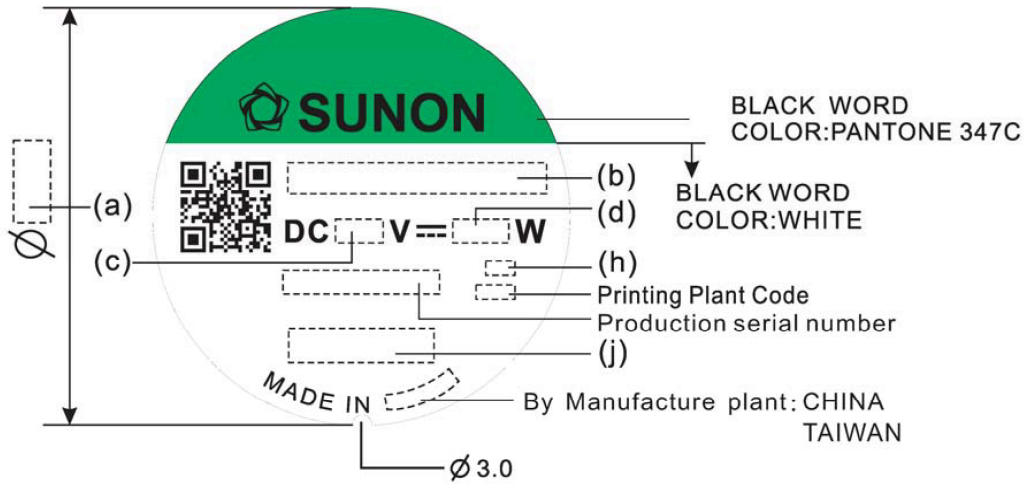 SUNON
BLACK WORD
COLOR:PANTONE 347C
BLACK WORD
COLOR:WHITE
(a)
Ø
(b)
(d)
DC V⎓ W
(c)
(h)
Printing Plant Code
Production serial number
(j)
MADE IN
By Manufacture plant: CHINA
TAIWAN
Ø 3.0